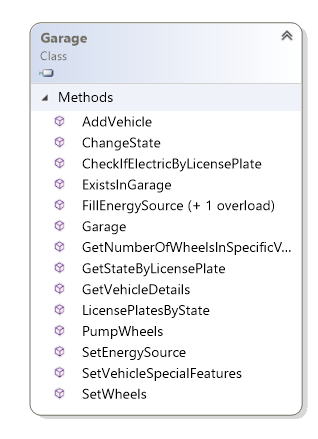 Garage
Class
Methods
AddVehicle
ChangeState
CheckIfElectricByLicensePlate
ExistsInGarage
FillEnergySource (+ 1 overload)
Garage
GetNumberOfWheelsInSpecificV...
GetStateByLicensePlate
GetVehicleDetails
LicensePlatesByState
PumpWheels
SetEnergySource
SetVehicleSpecialFeatures
SetWheels